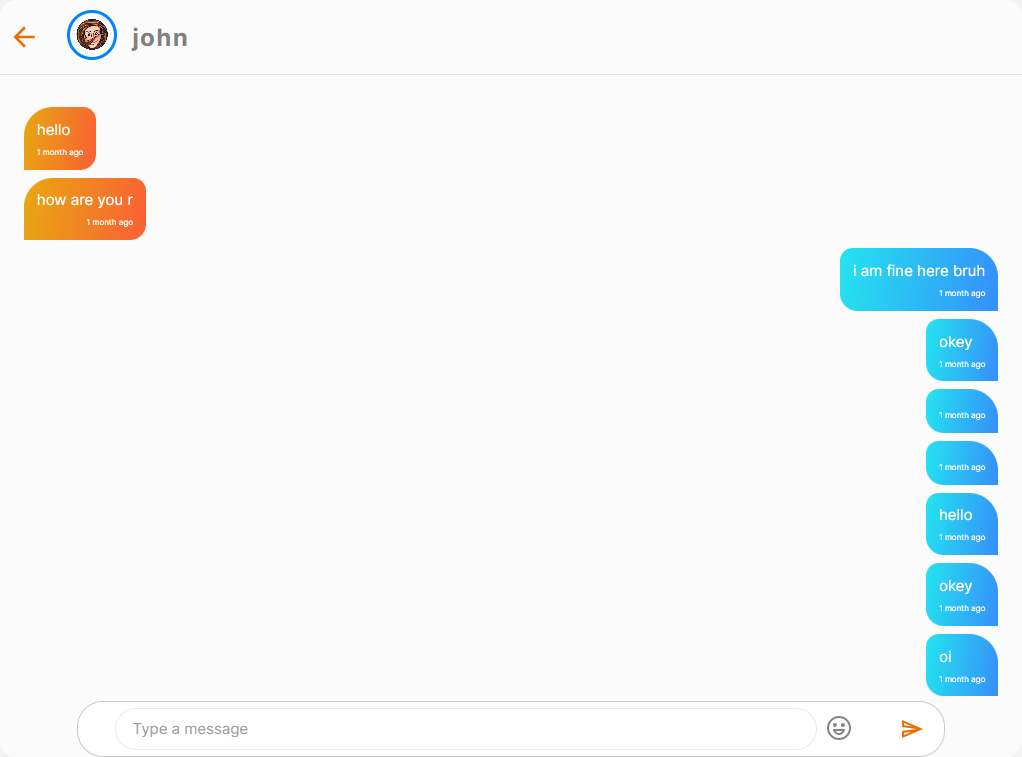 john
hello
1 month ago
how are you r
1 month ago
i am fine here bruh
1 month ago
okey
1 month ago
1 month ago
1 month ago
hello
1 month ago
okey
1 month ago
oi
1 month ago
Type a message